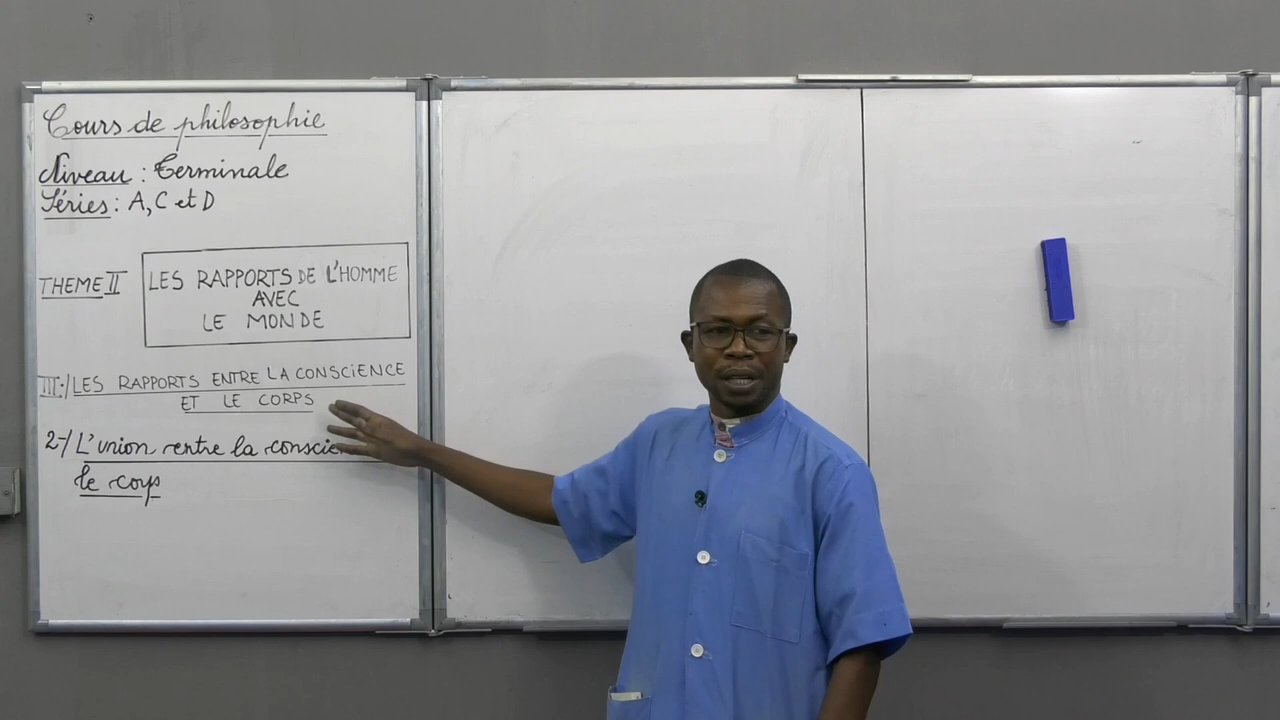 Cours de philosophie
Niveau : Terminale
Séries : A, C et D
THEME II
LES RAPPORTS DE L'HOMME
AVEC
LE MONDE
III-/ LES RAPPORTS ENTRE LA CONSCIENCE
ET LE CORPS
2-/ L'union entre la
le corps